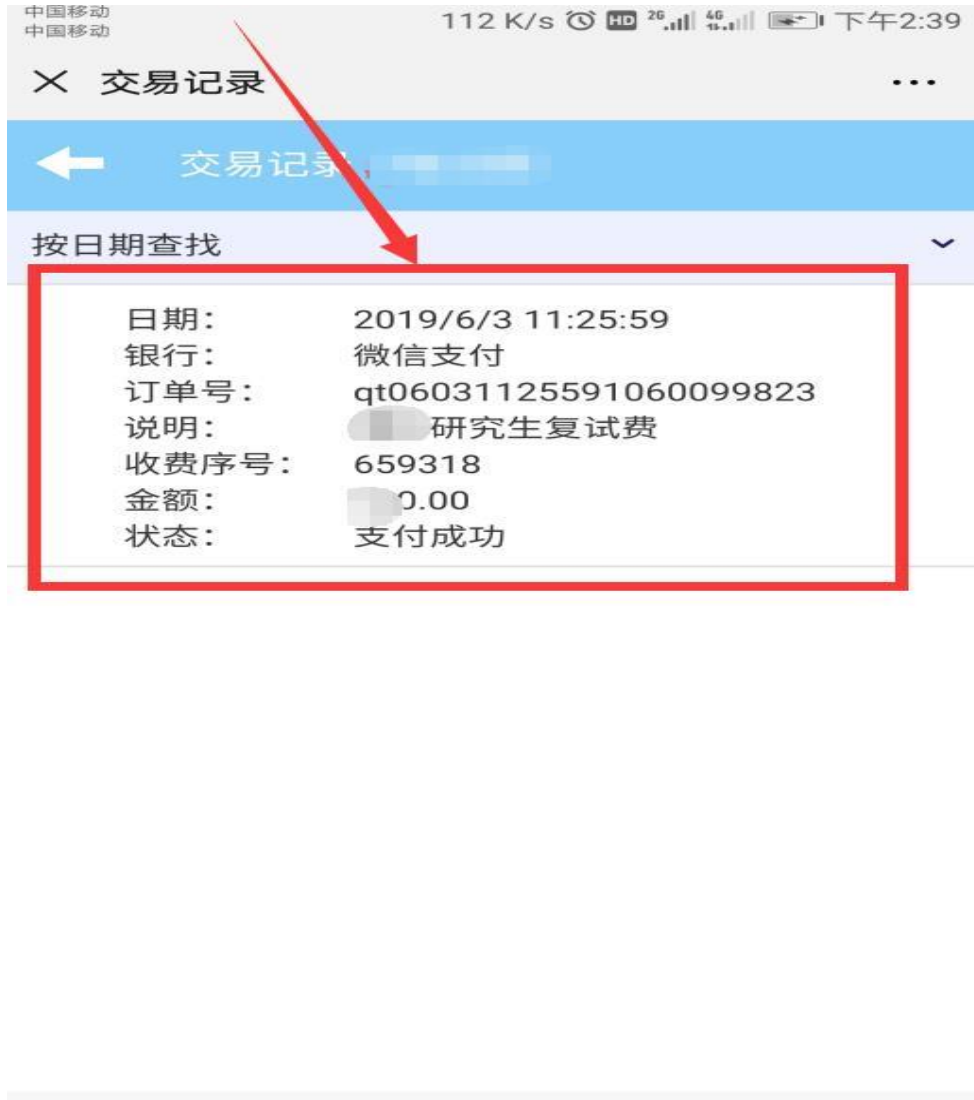 中国移动
中国移动
112 K/s HD 2G 4G 下午2:39
交易记录
交易记录
按日期查找
日期： 2019/6/3 11:25:59
银行： 微信支付
订单号： qt06031125591060099823
说明： 研究生复试费
收费序号： 659318
金额： 0.00
状态： 支付成功